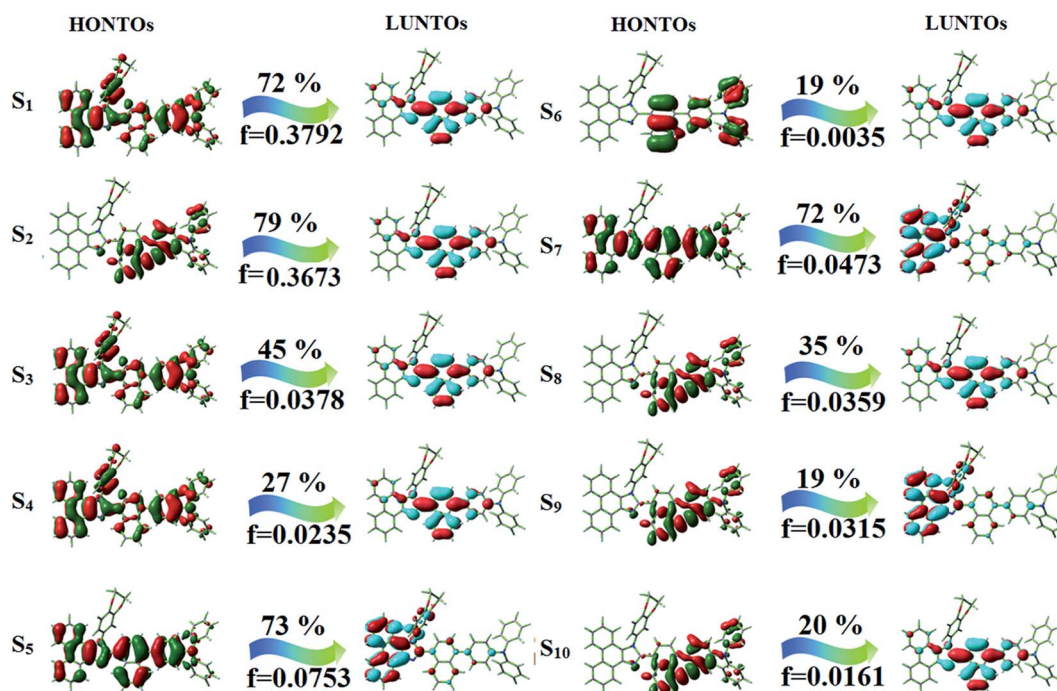 HONTOs LUNTOs HONTOs LUNTOs
S1 72 % f=0.3792
S6 19 % f=0.0035
S2 79 % f=0.3673
S7 72 % f=0.0473
S3 45 % f=0.0378
S8 35 % f=0.0359
S4 27 % f=0.0235
S9 19 % f=0.0315
S5 73 % f=0.0753
S10 20 % f=0.0161